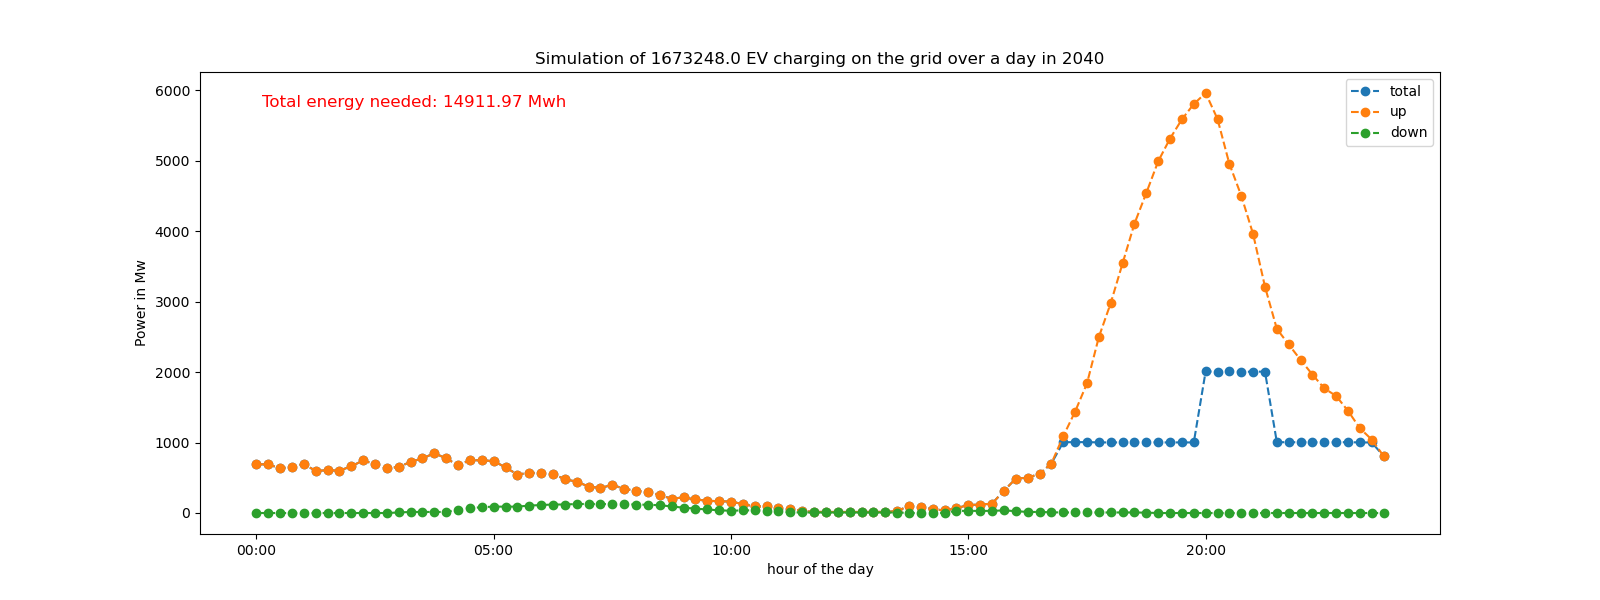 Simulation of 1673248.0 EV charging on the grid over a day in 2040
Total energy needed: 14911.97 Mwh
total
up
down
Power in Mw
6000
5000
4000
3000
2000
1000
0
00:00
05:00
10:00
15:00
20:00
hour of the day